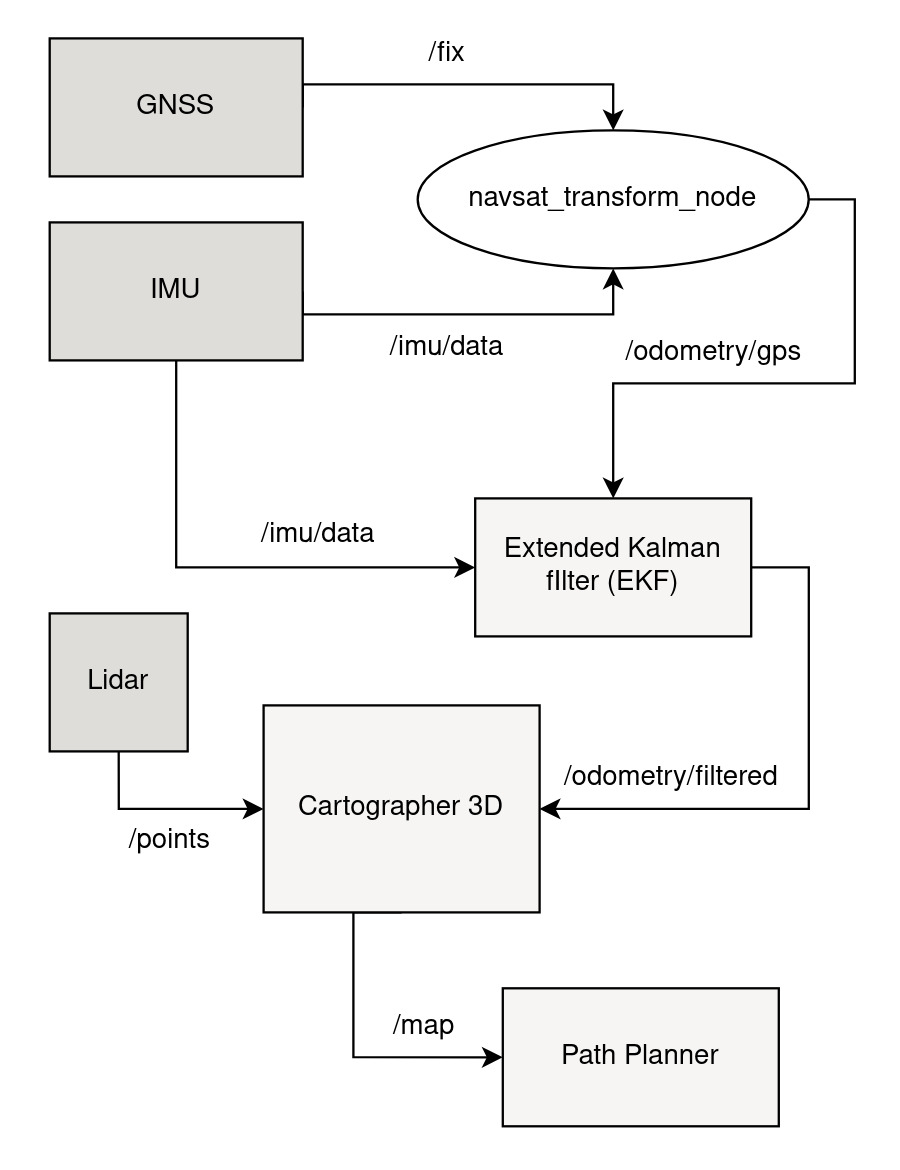 /fix
GNSS
navsat_transform_node
IMU
/imu/data
/odometry/gps
/imu/data
Extended Kalman
fIlter (EKF)
Lidar
/odometry/filtered
Cartographer 3D
/points
/map
Path Planner